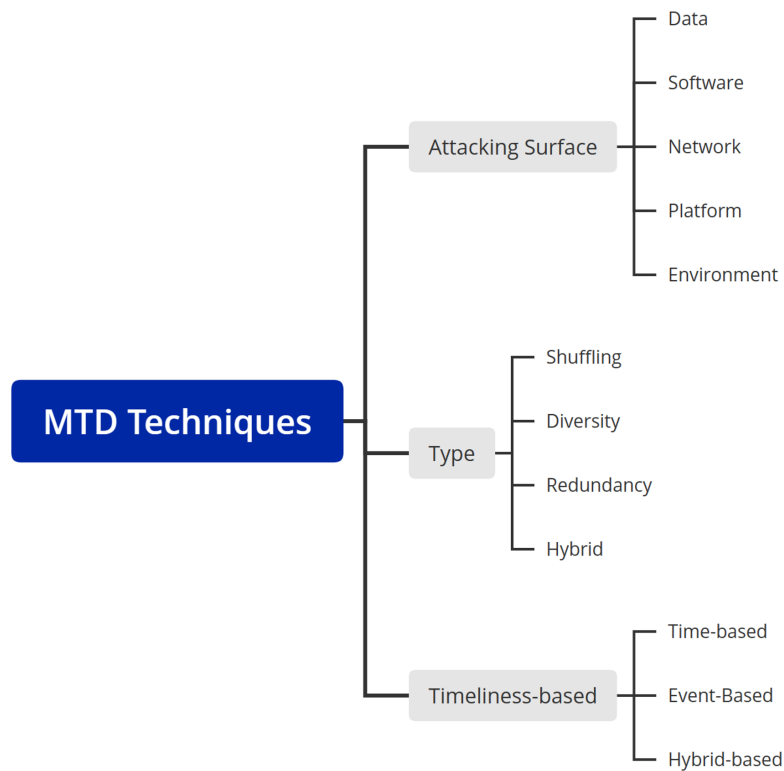 MTD Techniques
Attacking Surface
Data
Software
Network
Platform
Environment
Type
Shuffling
Diversity
Redundancy
Hybrid
Timeliness-based
Time-based
Event-Based
Hybrid-based